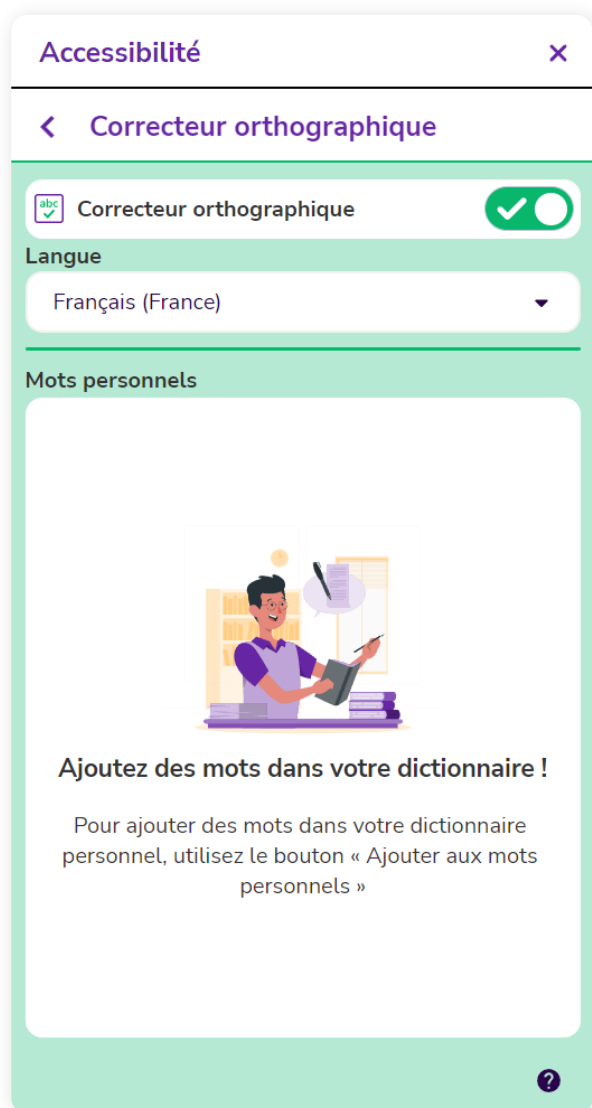 Accessibilité
Correcteur orthographique
abc
Correcteur orthographique
Langue
Français (France)
Mots personnels
Ajoutez des mots dans votre dictionnaire !
Pour ajouter des mots dans votre dictionnaire
personnel, utilisez le bouton « Ajouter aux mots
personnels »
?